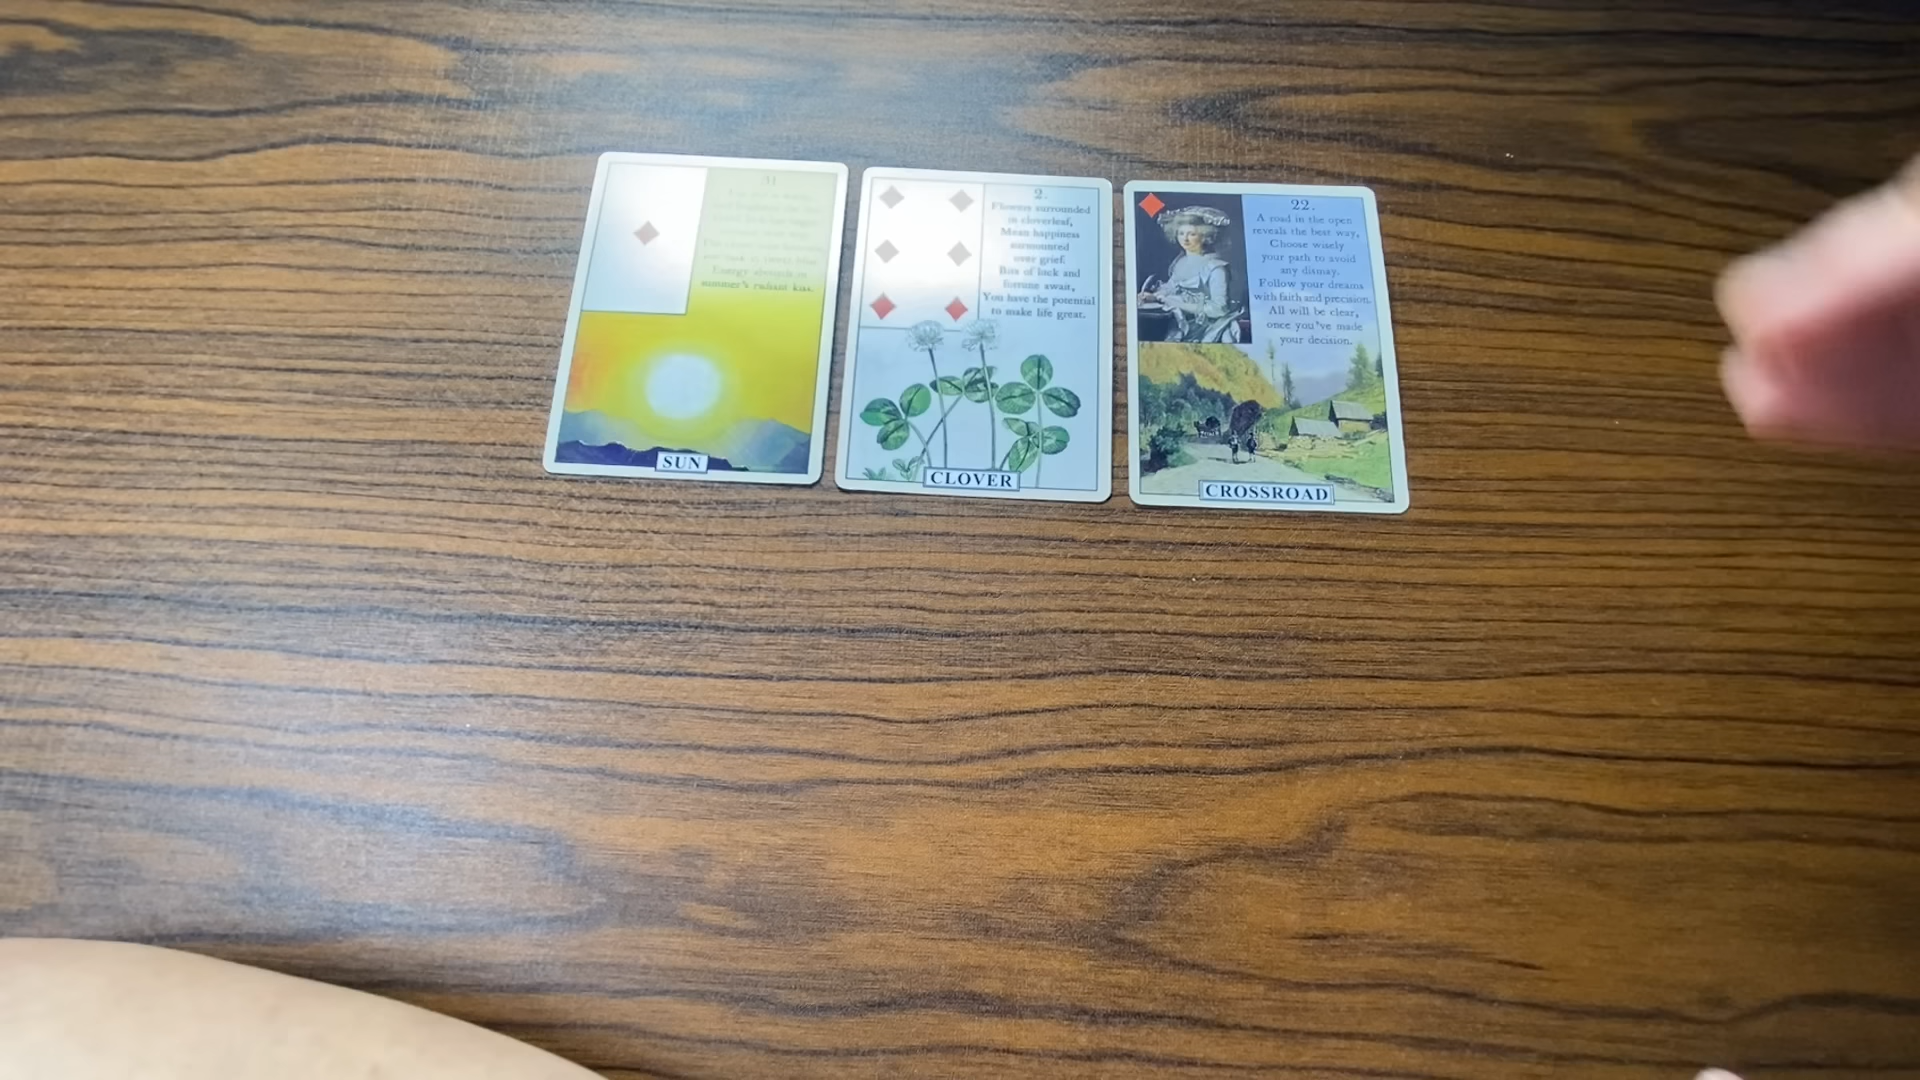 31
Energy abounds in
summer's radiant kiss.
SUN
2.
Flowers surrounded
in cloverleaf,
Mean happiness
surmounted
over grief.
Bits of luck and
fortune await,
You have the potential
to make life great.
CLOVER
22.
A road in the open
reveals the best way,
Choose wisely
your path to avoid
any dismay.
Follow your dreams
with faith and precision.
All will be clear,
once you've made
your decision.
CROSSROAD